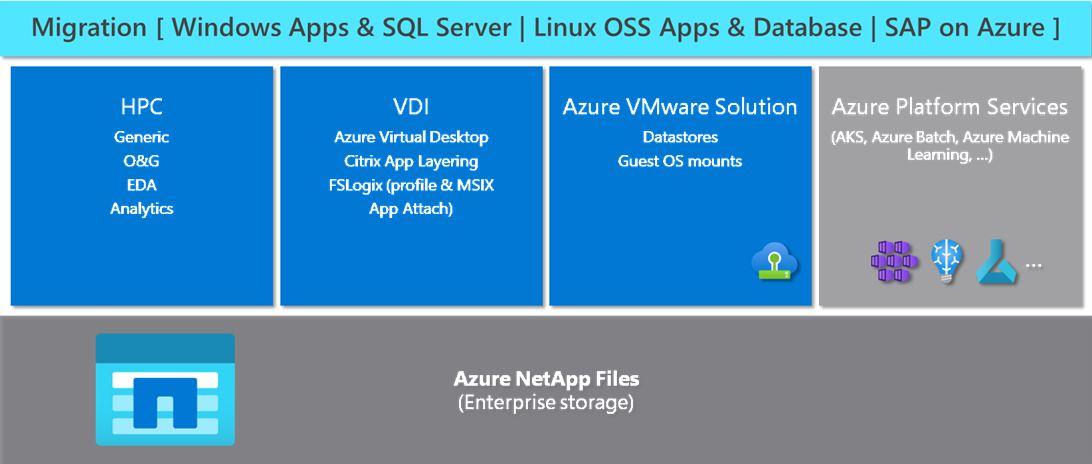 Migration [ Windows Apps & SQL Server | Linux OSS Apps & Database | SAP on Azure ]
HPC
Generic
O&G
EDA
Analytics
VDI
Azure Virtual Desktop
Citrix App Layering
FSLogix (profile & MSIX
App Attach)
Azure VMware Solution
Datastores
Guest OS mounts
Azure Platform Services
(AKS, Azure Batch, Azure Machine
Learning, ...)
...
Azure NetApp Files
(Enterprise storage)